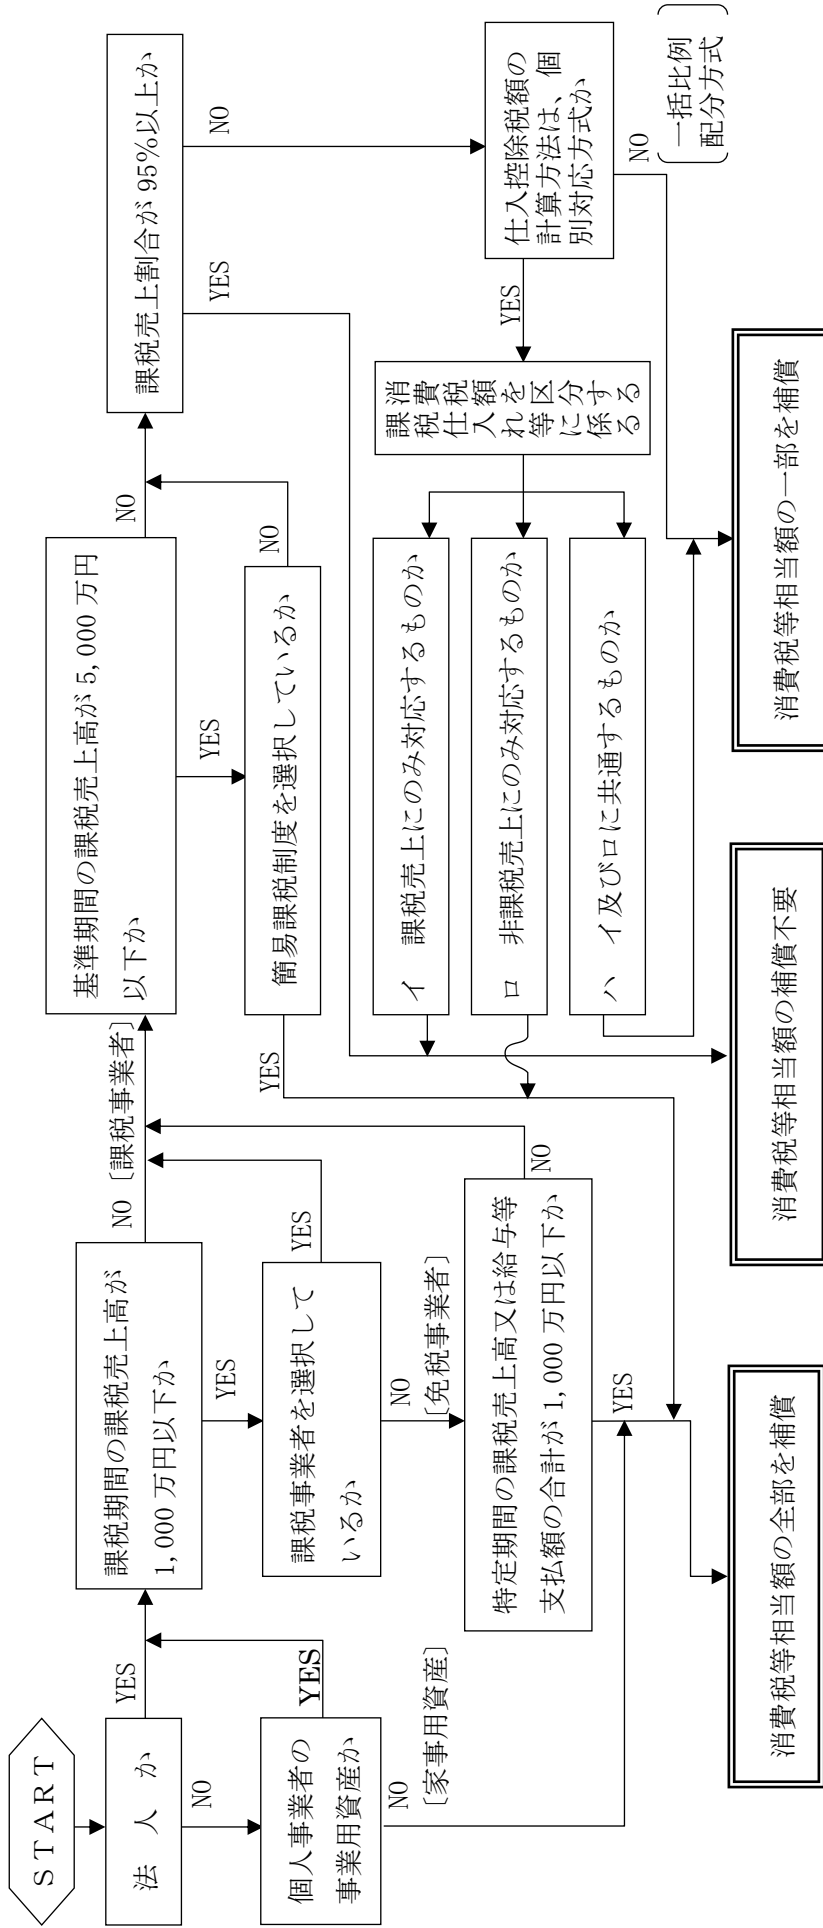 START
法人か
YES
NO
個人事業者の
事業用資産か
YES
NO
〔家事用資産〕
課税期間の課税売上高が
1,000万円以下か
NO〔課税事業者〕
YES
課税事業者を選択して
いるか
YES
NO
〔免税事業者〕
特定期間の課税売上高又は給与等
支払額の合計が1,000万円以下か
NO
YES
基準期間の課税売上高が5,000万円
以下か
NO
YES
簡易課税制度を選択しているか
NO
YES
課税売上割合が95%以上か
YES
NO
仕入控除税額の
計算方法は、個
別対応方式か
YES
NO
一括比例
配分方式
課税仕入れ等に係る
消費税額を区分する
イ 課税売上にのみ対応するものか
ロ 非課税売上にのみ対応するものか
ハ イ及びロに共通するものか
消費税等相当額の全部を補償
消費税等相当額の補償不要
消費税等相当額の一部を補償